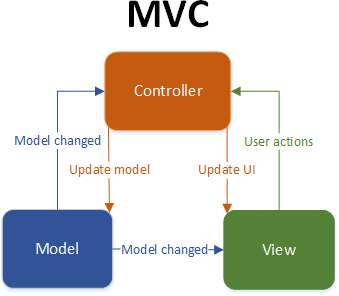 MVC
Controller
Model changed
User actions
Update model
Update UI
Model
Model changed
View